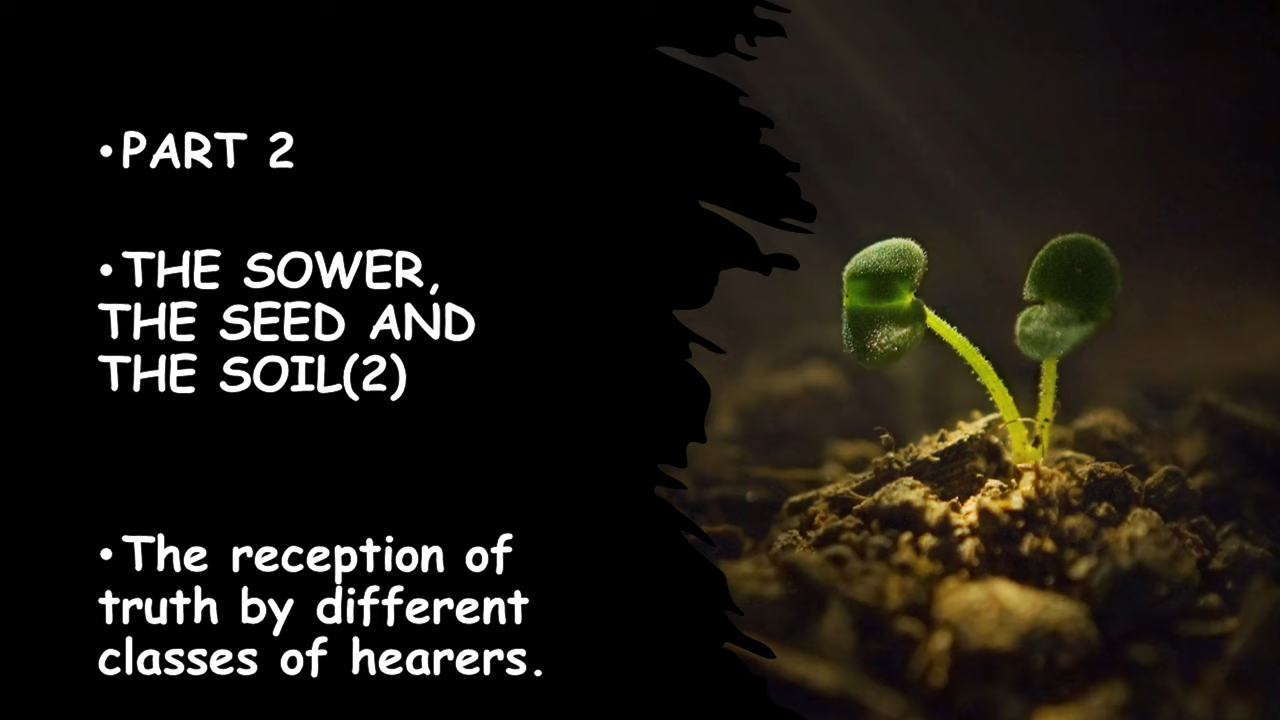 •PART 2
•THE SOWER,
THE SEED AND
THE SOIL(2)
•The reception of
truth by different
classes of hearers.